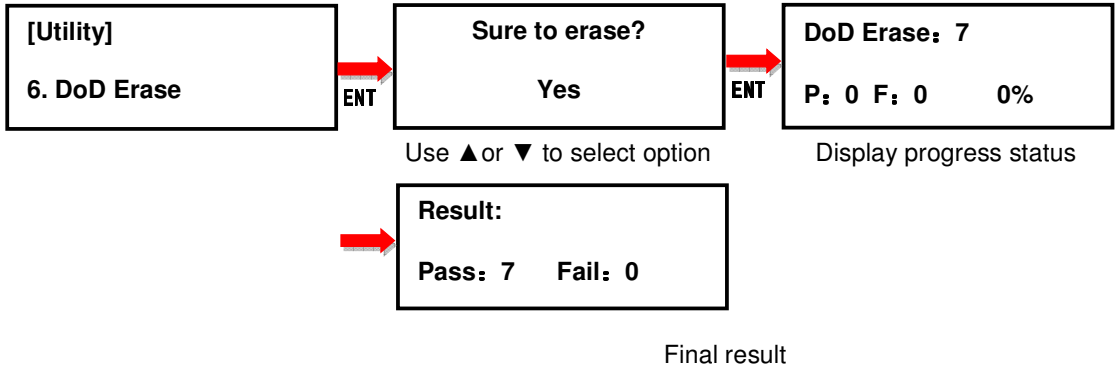 [Utility]
6. DoD Erase
ENT
Sure to erase?
Yes
ENT
DoD Erase：7
P：0 F：0 0%
Use ▲or ▼ to select option
Display progress status
Result:
Pass：7 Fail：0
Final result